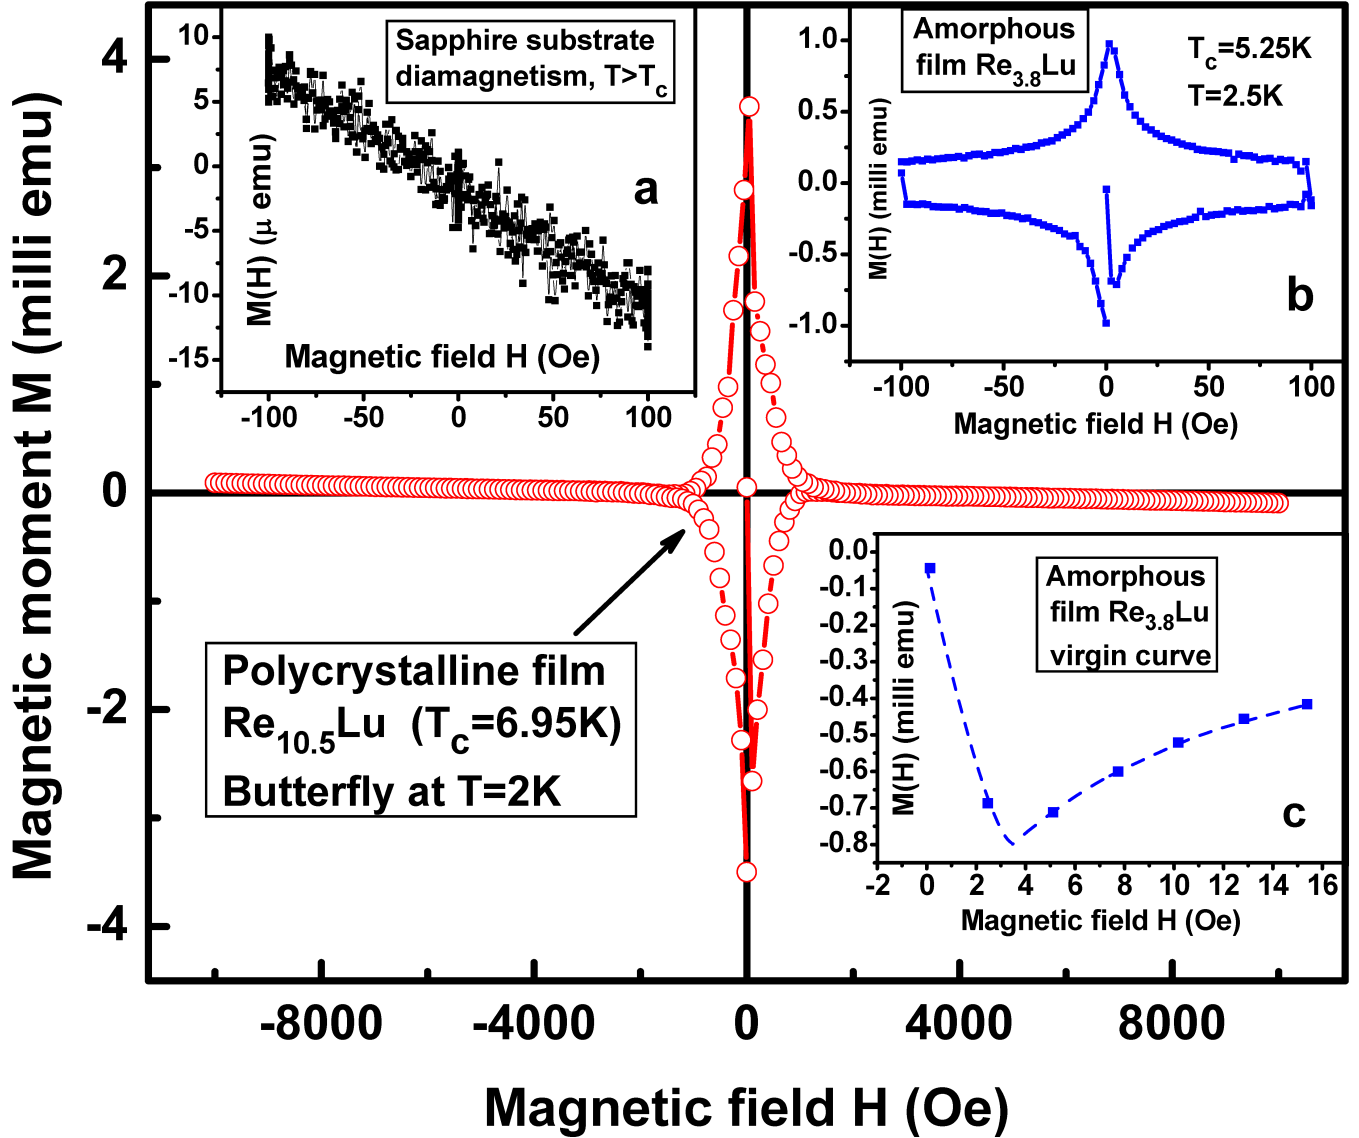 Magnetic moment M (milli emu)
4
2
0
-2
-4
-8000 -4000 0 4000 8000
Magnetic field H (Oe)
Polycrystalline film
Re10.5Lu (Tc=6.95K)
Butterfly at T=2K
Sapphire substrate
diamagnetism, T>Tc
a
M(H) (μ emu)
10
5
0
-5
-10
-15
Magnetic field H (Oe)
-100 -50 0 50 100
Amorphous
film Re3.8Lu
Tc=5.25K
T=2.5K
b
M(H) (milli emu)
1.0
0.5
0.0
-0.5
-1.0
-100 -50 0 50 100
Magnetic field H (Oe)
Amorphous
film Re3.8Lu
virgin curve
c
M(H) (milli emu)
0.0
-0.1
-0.2
-0.3
-0.4
-0.5
-0.6
-0.7
-0.8
-2 0 2 4 6 8 10 12 14 16
Magnetic field H (Oe)